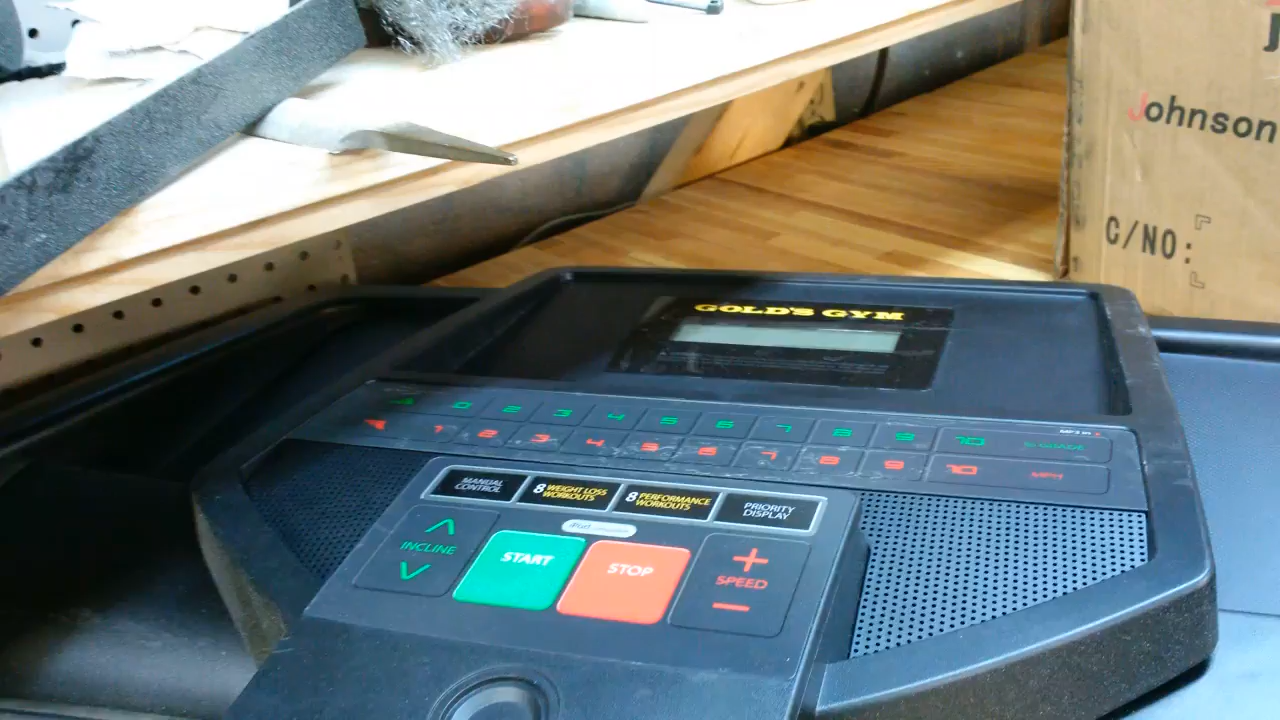 J
Johnson
C/NO:
GOLD'S GYM
0 2 3 4 5 6 7 8 9 10 % GRADE
1 2 3 4 5 6 7 8 9 10 MPH
MANUAL CONTROL
8 WEIGHT LOSS WORKOUTS
8 PERFORMANCE WORKOUTS
PRIORITY DISPLAY
iPod
INCLINE
START
STOP
+
SPEED
−